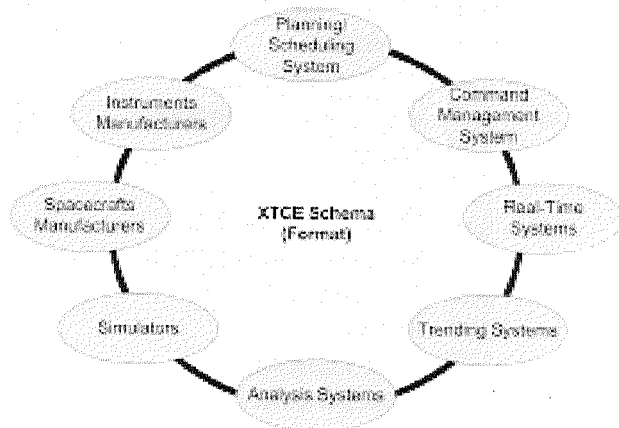 Planning/
Scheduling
System
Instruments
Manufacturers
Command
Management
System
Spacecrafts
Manufacturers
XTCE Schema
(Format)
Real-Time
Systems
Simulators
Trending Systems
Analysis Systems